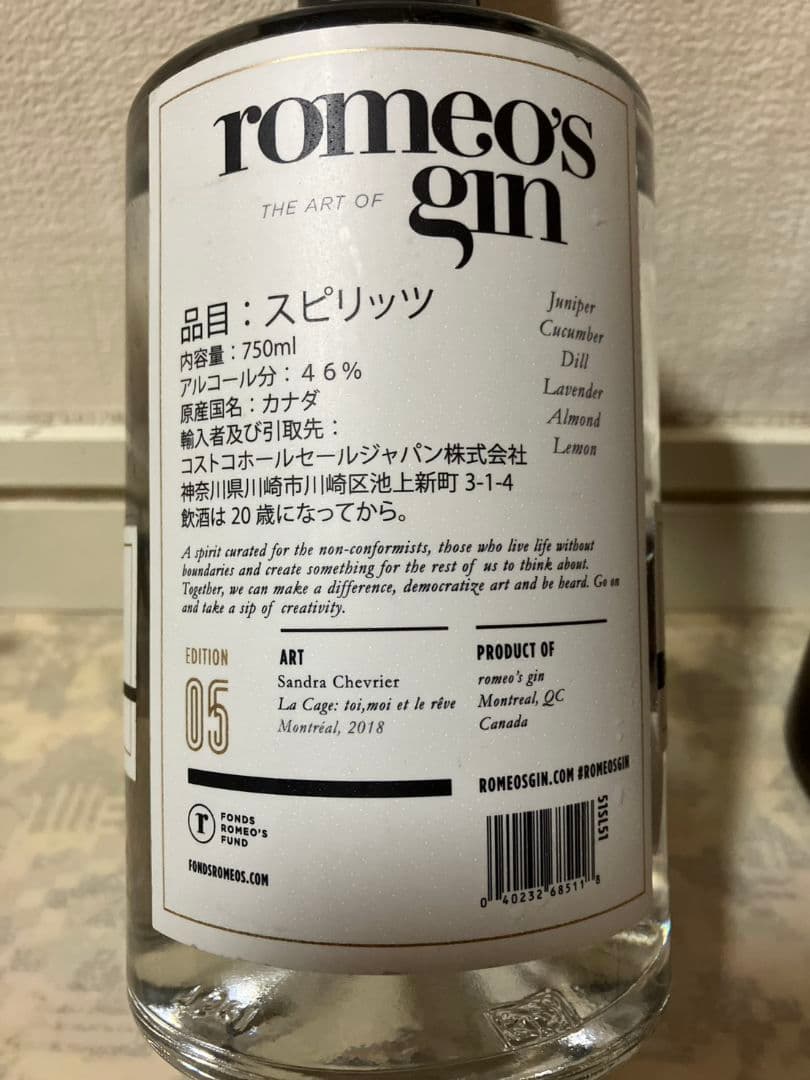 romeo's
THE ART OF gin
品目：スピリッツ
内容量：750ml
アルコール分：４６%
原産国名：カナダ
輸入者及び引取先：
コストコホールセールジャパン株式会社
神奈川県川崎市川崎区池上新町 3-1-4
飲酒は 20 歳になってから。
Juniper
Cucumber
Dill
Lavender
Almond
Lemon
A spirit curated for the non-conformists, those who live life without
boundaries and create something for the rest of us to think about.
Together, we can make a difference, democratize art and be heard. Go on
and take a sip of creativity.
EDITION
05
ART
Sandra Chevrier
La Cage: toi,moi et le rêve
Montréal, 2018
PRODUCT OF
romeo's gin
Montreal, QC
Canada
ROMEOSGIN.COM #ROMEOSGIN
r
FONDS
ROMEO'S
FUND
FONDSROMEOS.COM
51SL51
0 40232 68511 8